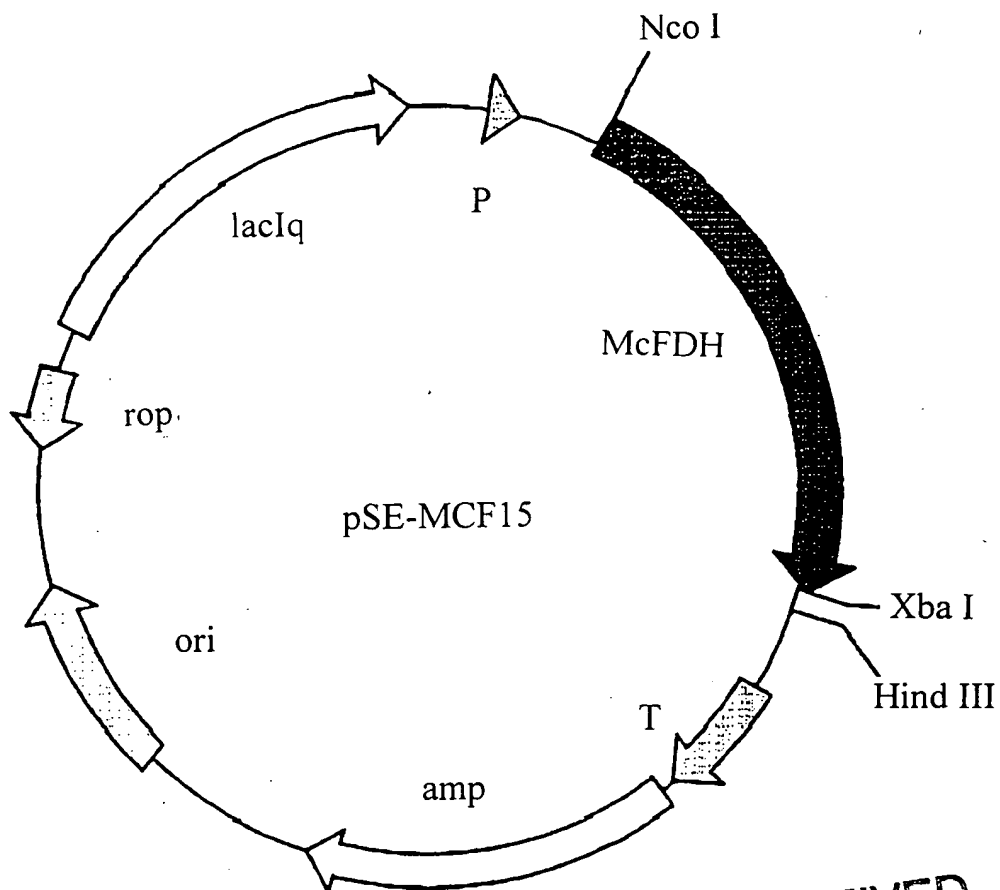 Nco I
P
lacIq
McFDH
rop
pSE-MCF15
Xba I
ori
Hind III
T
amp